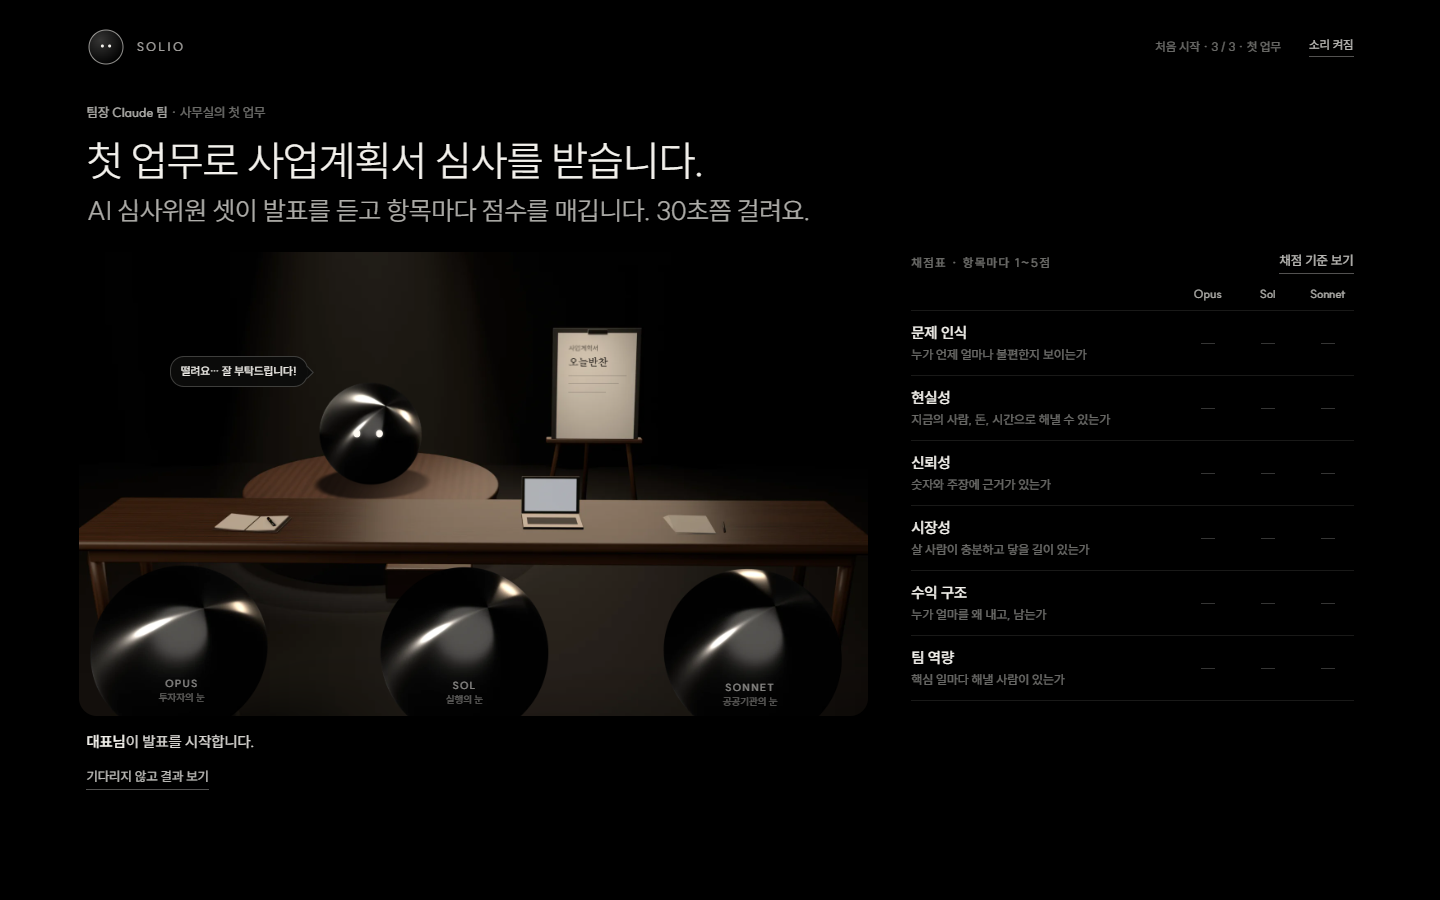 SOLIO
처음 시작 · 3 / 3 · 첫 업무
소리 켜짐
팀장 Claude 팀 · 사무실의 첫 업무
첫 업무로 사업계획서 심사를 받습니다.
AI 심사위원 셋이 발표를 듣고 항목마다 점수를 매깁니다. 30초쯤 걸려요.
떨려요… 잘 부탁드립니다!
사업계획서
오늘반찬
OPUS
투자자의 눈
SOL
실행의 눈
SONNET
공공기관의 눈
대표님이 발표를 시작합니다.
기다리지 않고 결과 보기
채점표 · 항목마다 1~5점
채점 기준 보기
Opus Sol Sonnet
문제 인식
누가 언제 얼마나 불편한지 보이는가
— — —
현실성
지금의 사람, 돈, 시간으로 해낼 수 있는가
— — —
신뢰성
숫자와 주장에 근거가 있는가
— — —
시장성
살 사람이 충분하고 닿을 길이 있는가
— — —
수익 구조
누가 얼마를 왜 내고, 남는가
— — —
팀 역량
핵심 일마다 해낼 사람이 있는가
— — —